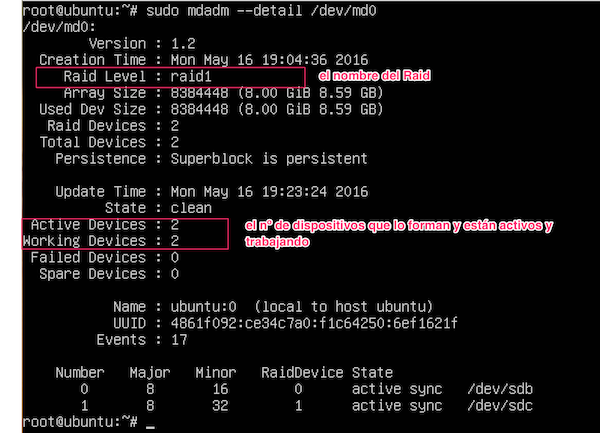 root@ubuntu:~# sudo mdadm --detail /dev/md0
/dev/md0:
Version : 1.2
Creation Time : Mon May 16 19:04:36 2016
Raid Level : raid1
el nombre del Raid
Array Size : 8384448 (8.00 GiB 8.59 GB)
Used Dev Size : 8384448 (8.00 GiB 8.59 GB)
Raid Devices : 2
Total Devices : 2
Persistence : Superblock is persistent
Update Time : Mon May 16 19:23:24 2016
State : clean
Active Devices : 2
Working Devices : 2
el nº de dispositivos que lo forman y están activos y
trabajando
Failed Devices : 0
Spare Devices : 0
Name : ubuntu:0  (local to host ubuntu)
UUID : 4861f092:ce34c7a0:f1c64250:6ef1621f
Events : 17
Number Major Minor RaidDevice State
0 8 16 0 active sync /dev/sdb
1 8 32 1 active sync /dev/sdc
root@ubuntu:~# _